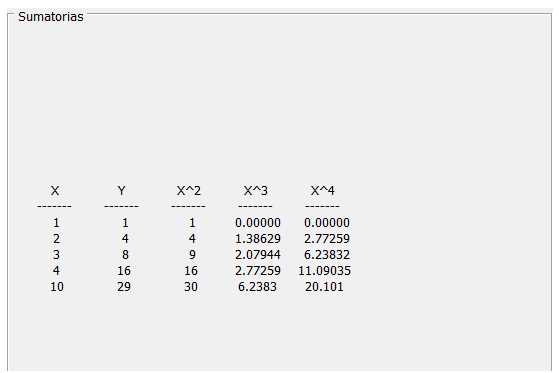 Sumatorias
X Y X^2 X^3 X^4
------- ------- ------- ------- -------
1 1 1 0.00000 0.00000
2 4 4 1.38629 2.77259
3 8 9 2.07944 6.23832
4 16 16 2.77259 11.09035
10 29 30 6.2383 20.101